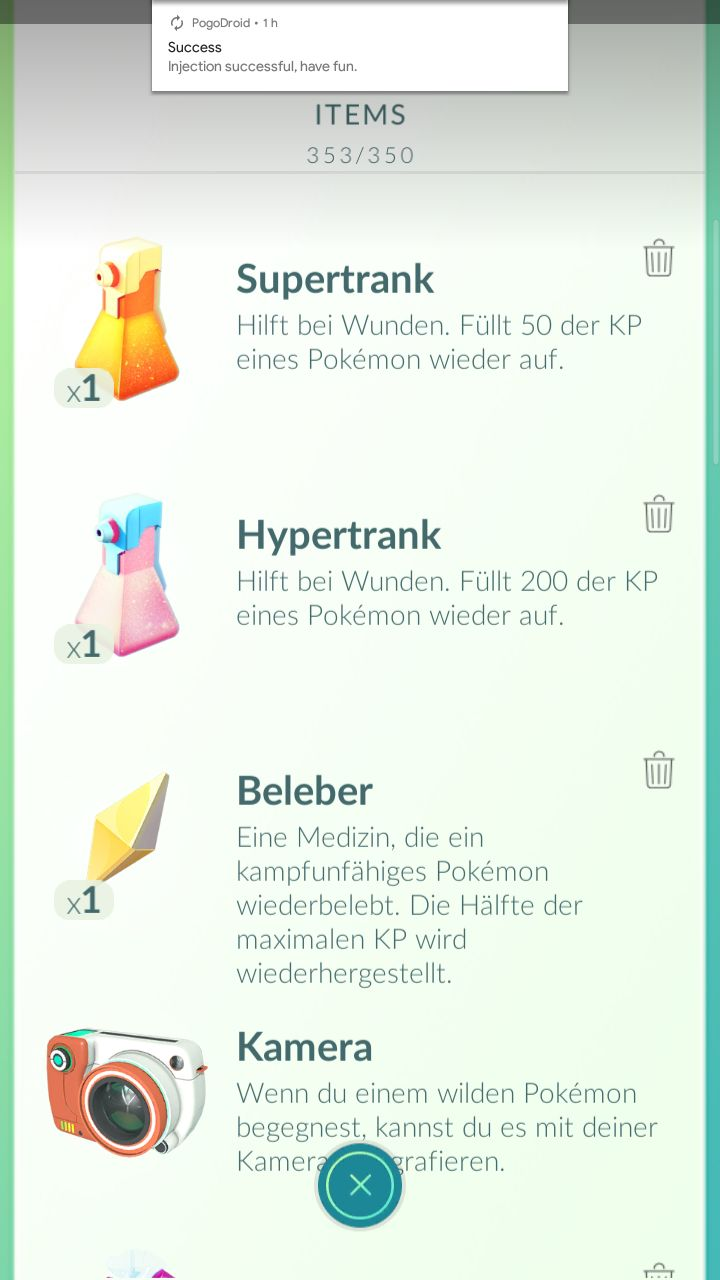 PogoDroid • 1 h
Success
Injection successful, have fun.
ITEMS
353/350
Supertrank
Hilft bei Wunden. Füllt 50 der KP
eines Pokémon wieder auf.
x1
Hypertrank
Hilft bei Wunden. Füllt 200 der KP
eines Pokémon wieder auf.
x1
Beleber
Eine Medizin, die ein
kampfunfähiges Pokémon
wiederbelebt. Die Hälfte der
maximalen KP wird
wiederhergestellt.
x1
Kamera
Wenn du einem wilden Pokémon
begegnest, kannst du es mit deiner
Kamera grafieren.